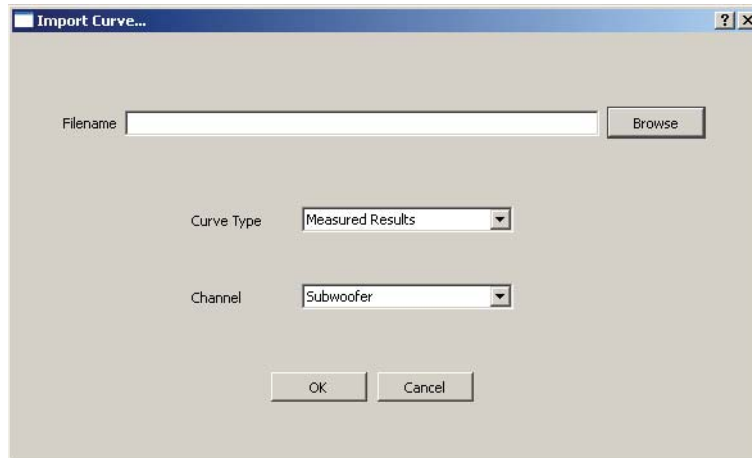 Import Curve...
Filename Browse
Curve Type Measured Results
Channel Subwoofer
OK Cancel